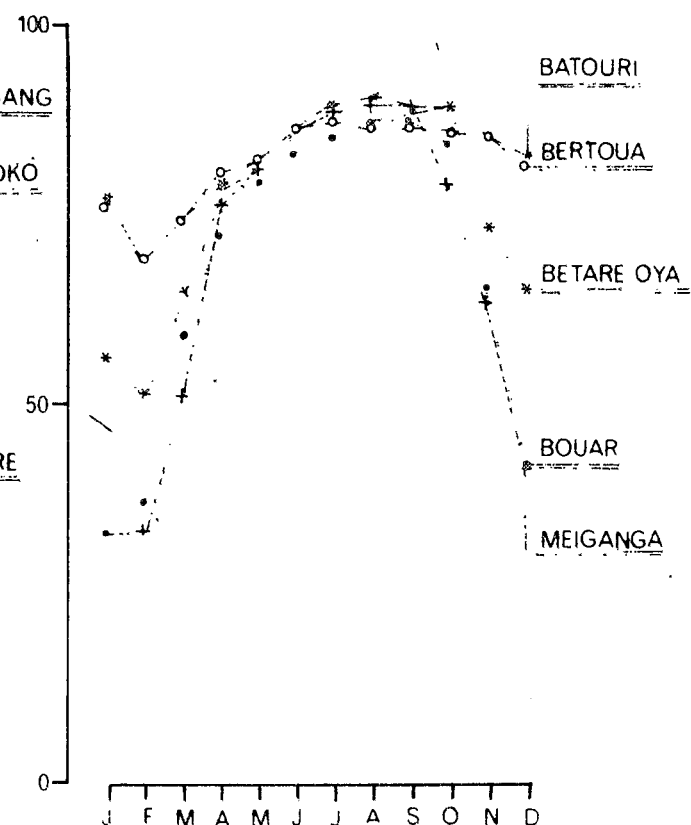 100
BATOURI
ANG
BERTOUA
OKO
BETARE OYA
50
BOUAR
RE
MEIGANGA
0
J F M A M J J A S O N D